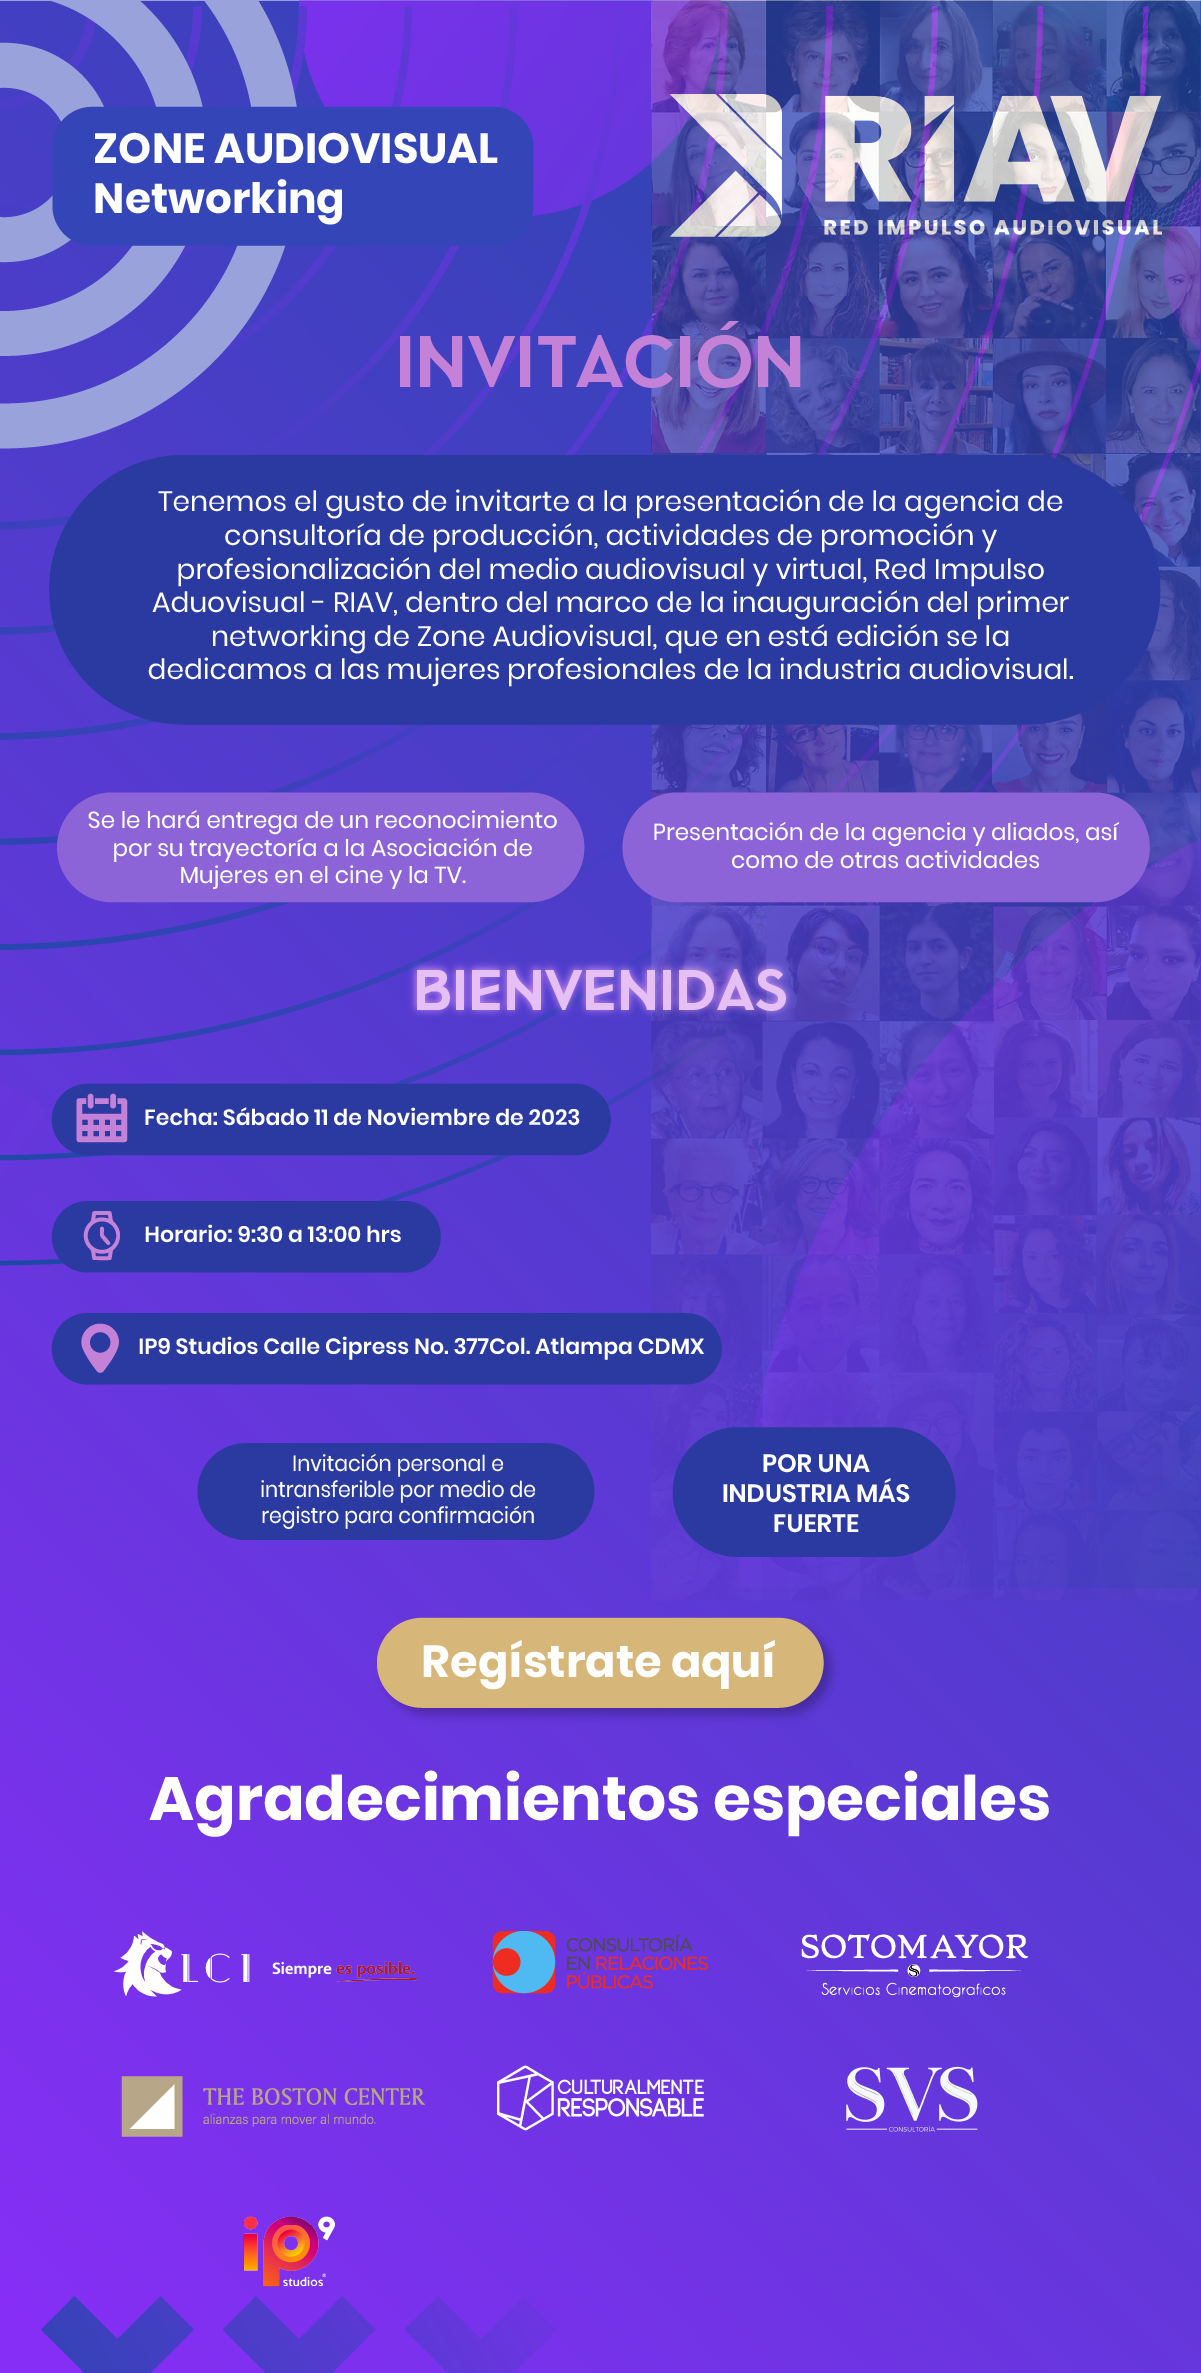 ZONE AUDIOVISUAL
Networking
RIAV
RED IMPULSO AUDIOVISUAL
INVITACIÓN
Tenemos el gusto de invitarte a la presentación de la agencia de
consultoría de producción, actividades de promoción y
profesionalización del medio audiovisual y virtual, Red Impulso
Aduovisual - RIAV, dentro del marco de la inauguración del primer
networking de Zone Audiovisual, que en está edición se la
dedicamos a las mujeres profesionales de la industria audiovisual.
Se le hará entrega de un reconocimiento
por su trayectoría a la Asociación de
Mujeres en el cine y la TV.
Presentación de la agencia y aliados, así
como de otras actividades
BIENVENIDAS
Fecha: Sábado 11 de Noviembre de 2023
Horario: 9:30 a 13:00 hrs
IP9 Studios Calle Cipress No. 377Col. Atlampa CDMX
Invitación personal e
intransferible por medio de
registro para confirmación
POR UNA
INDUSTRIA MÁS
FUERTE
Regístrate aquí
Agradecimientos especiales
LCI Siempre es posible.
CONSULTORÍA
EN RELACIONES
PÚBLICAS
SOTOMAYOR
S
Servicios Cinematograficos
THE BOSTON CENTER
alianzas para mover al mundo.
CULTURALMENTE
RESPONSABLE
SVS
CONSULTORÍA
ip9
studios